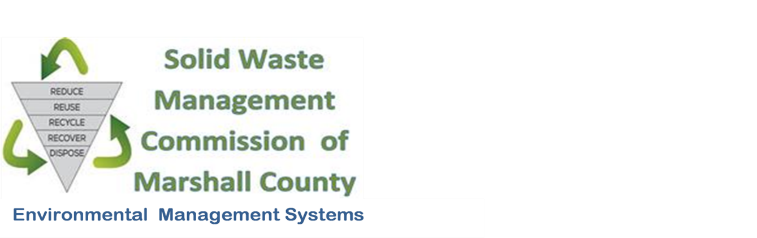 REDUCE
REUSE
RECYCLE
RECOVER
DISPOSE
Solid Waste
Management
Commission of
Marshall County
Environmental Management Systems